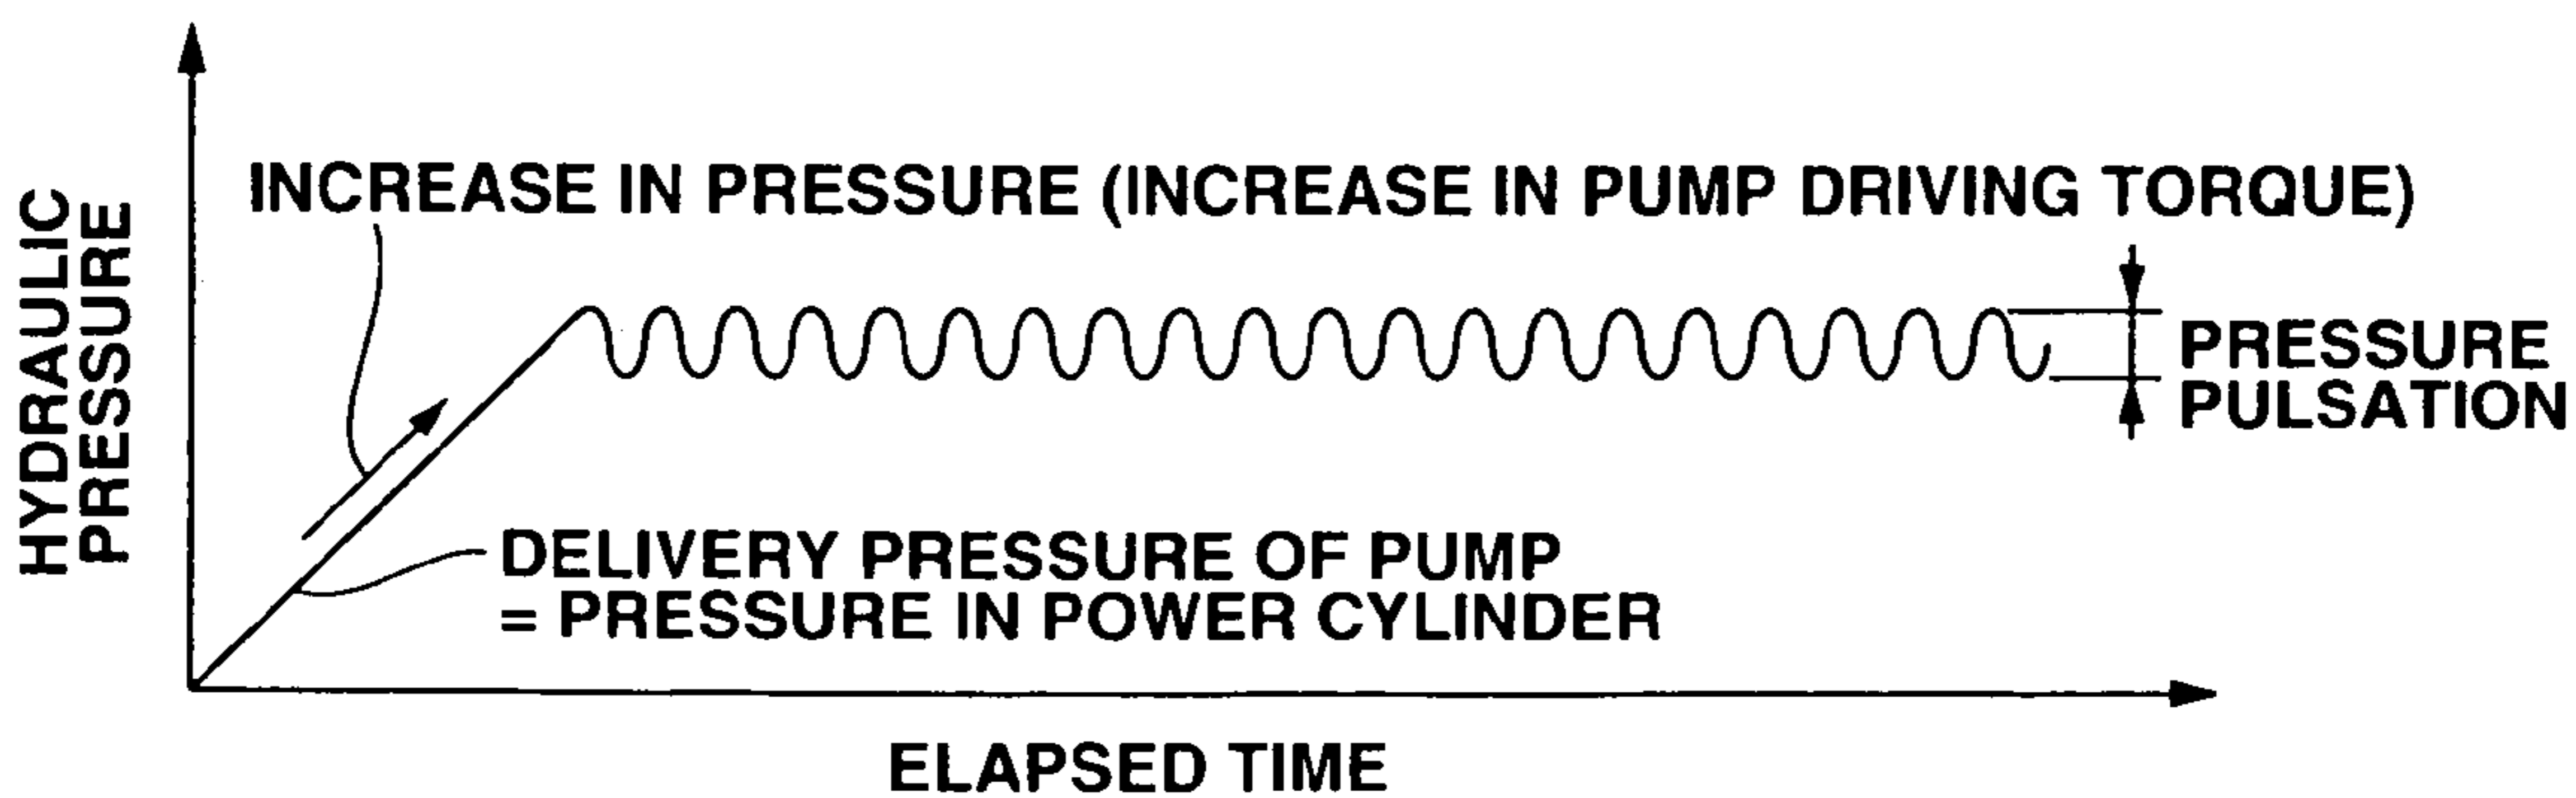 HYDRAULIC
PRESSURE
INCREASE IN PRESSURE (INCREASE IN PUMP DRIVING TORQUE)
PRESSURE
PULSATION
DELIVERY PRESSURE OF PUMP
= PRESSURE IN POWER CYLINDER
ELAPSED TIME